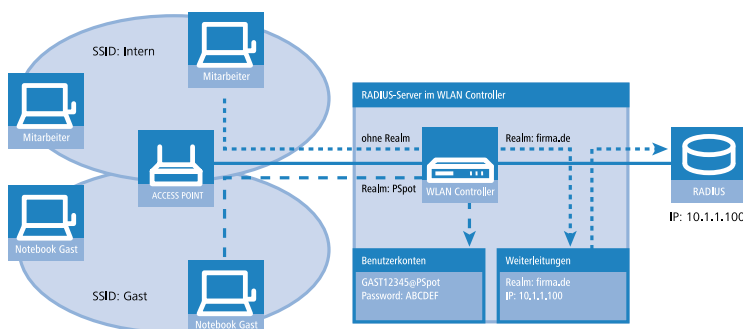 SSID: Intern
Mitarbeiter
Mitarbeiter
ACCESS POINT
Notebook Gast
SSID: Gast
Notebook Gast
RADIUS-Server im WLAN Controller
ohne Realm
Realm: firma.de
Realm: PSpot
WLAN Controller
Benutzerkonten
GAST12345@PSpot
Password: ABCDEF
Weiterleitungen
Realm: firma.de
IP: 10.1.1.100
RADIUS
IP: 10.1.1.100